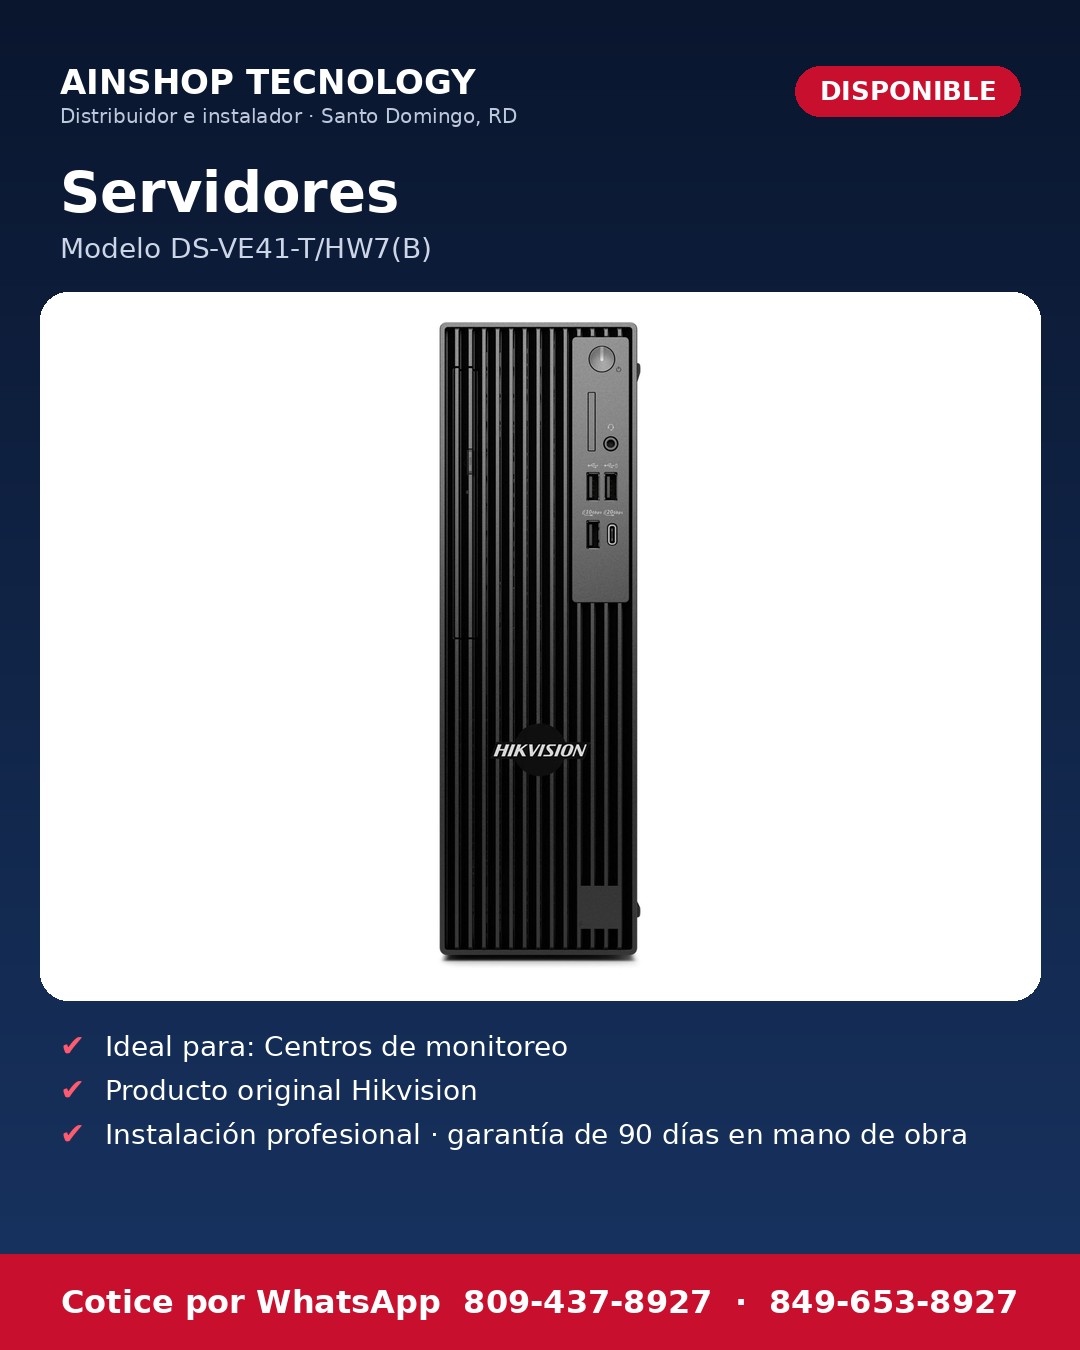 AINSHOP TECNOLOGY
DISPONIBLE
Distribuidor e instalador · Santo Domingo, RD
Servidores
Modelo DS-VE41-T/HW7(B)
HIKVISION
✔ Ideal para: Centros de monitoreo
✔ Producto original Hikvision
✔ Instalación profesional · garantía de 90 días en mano de obra
Cotice por WhatsApp 809-437-8927 · 849-653-8927